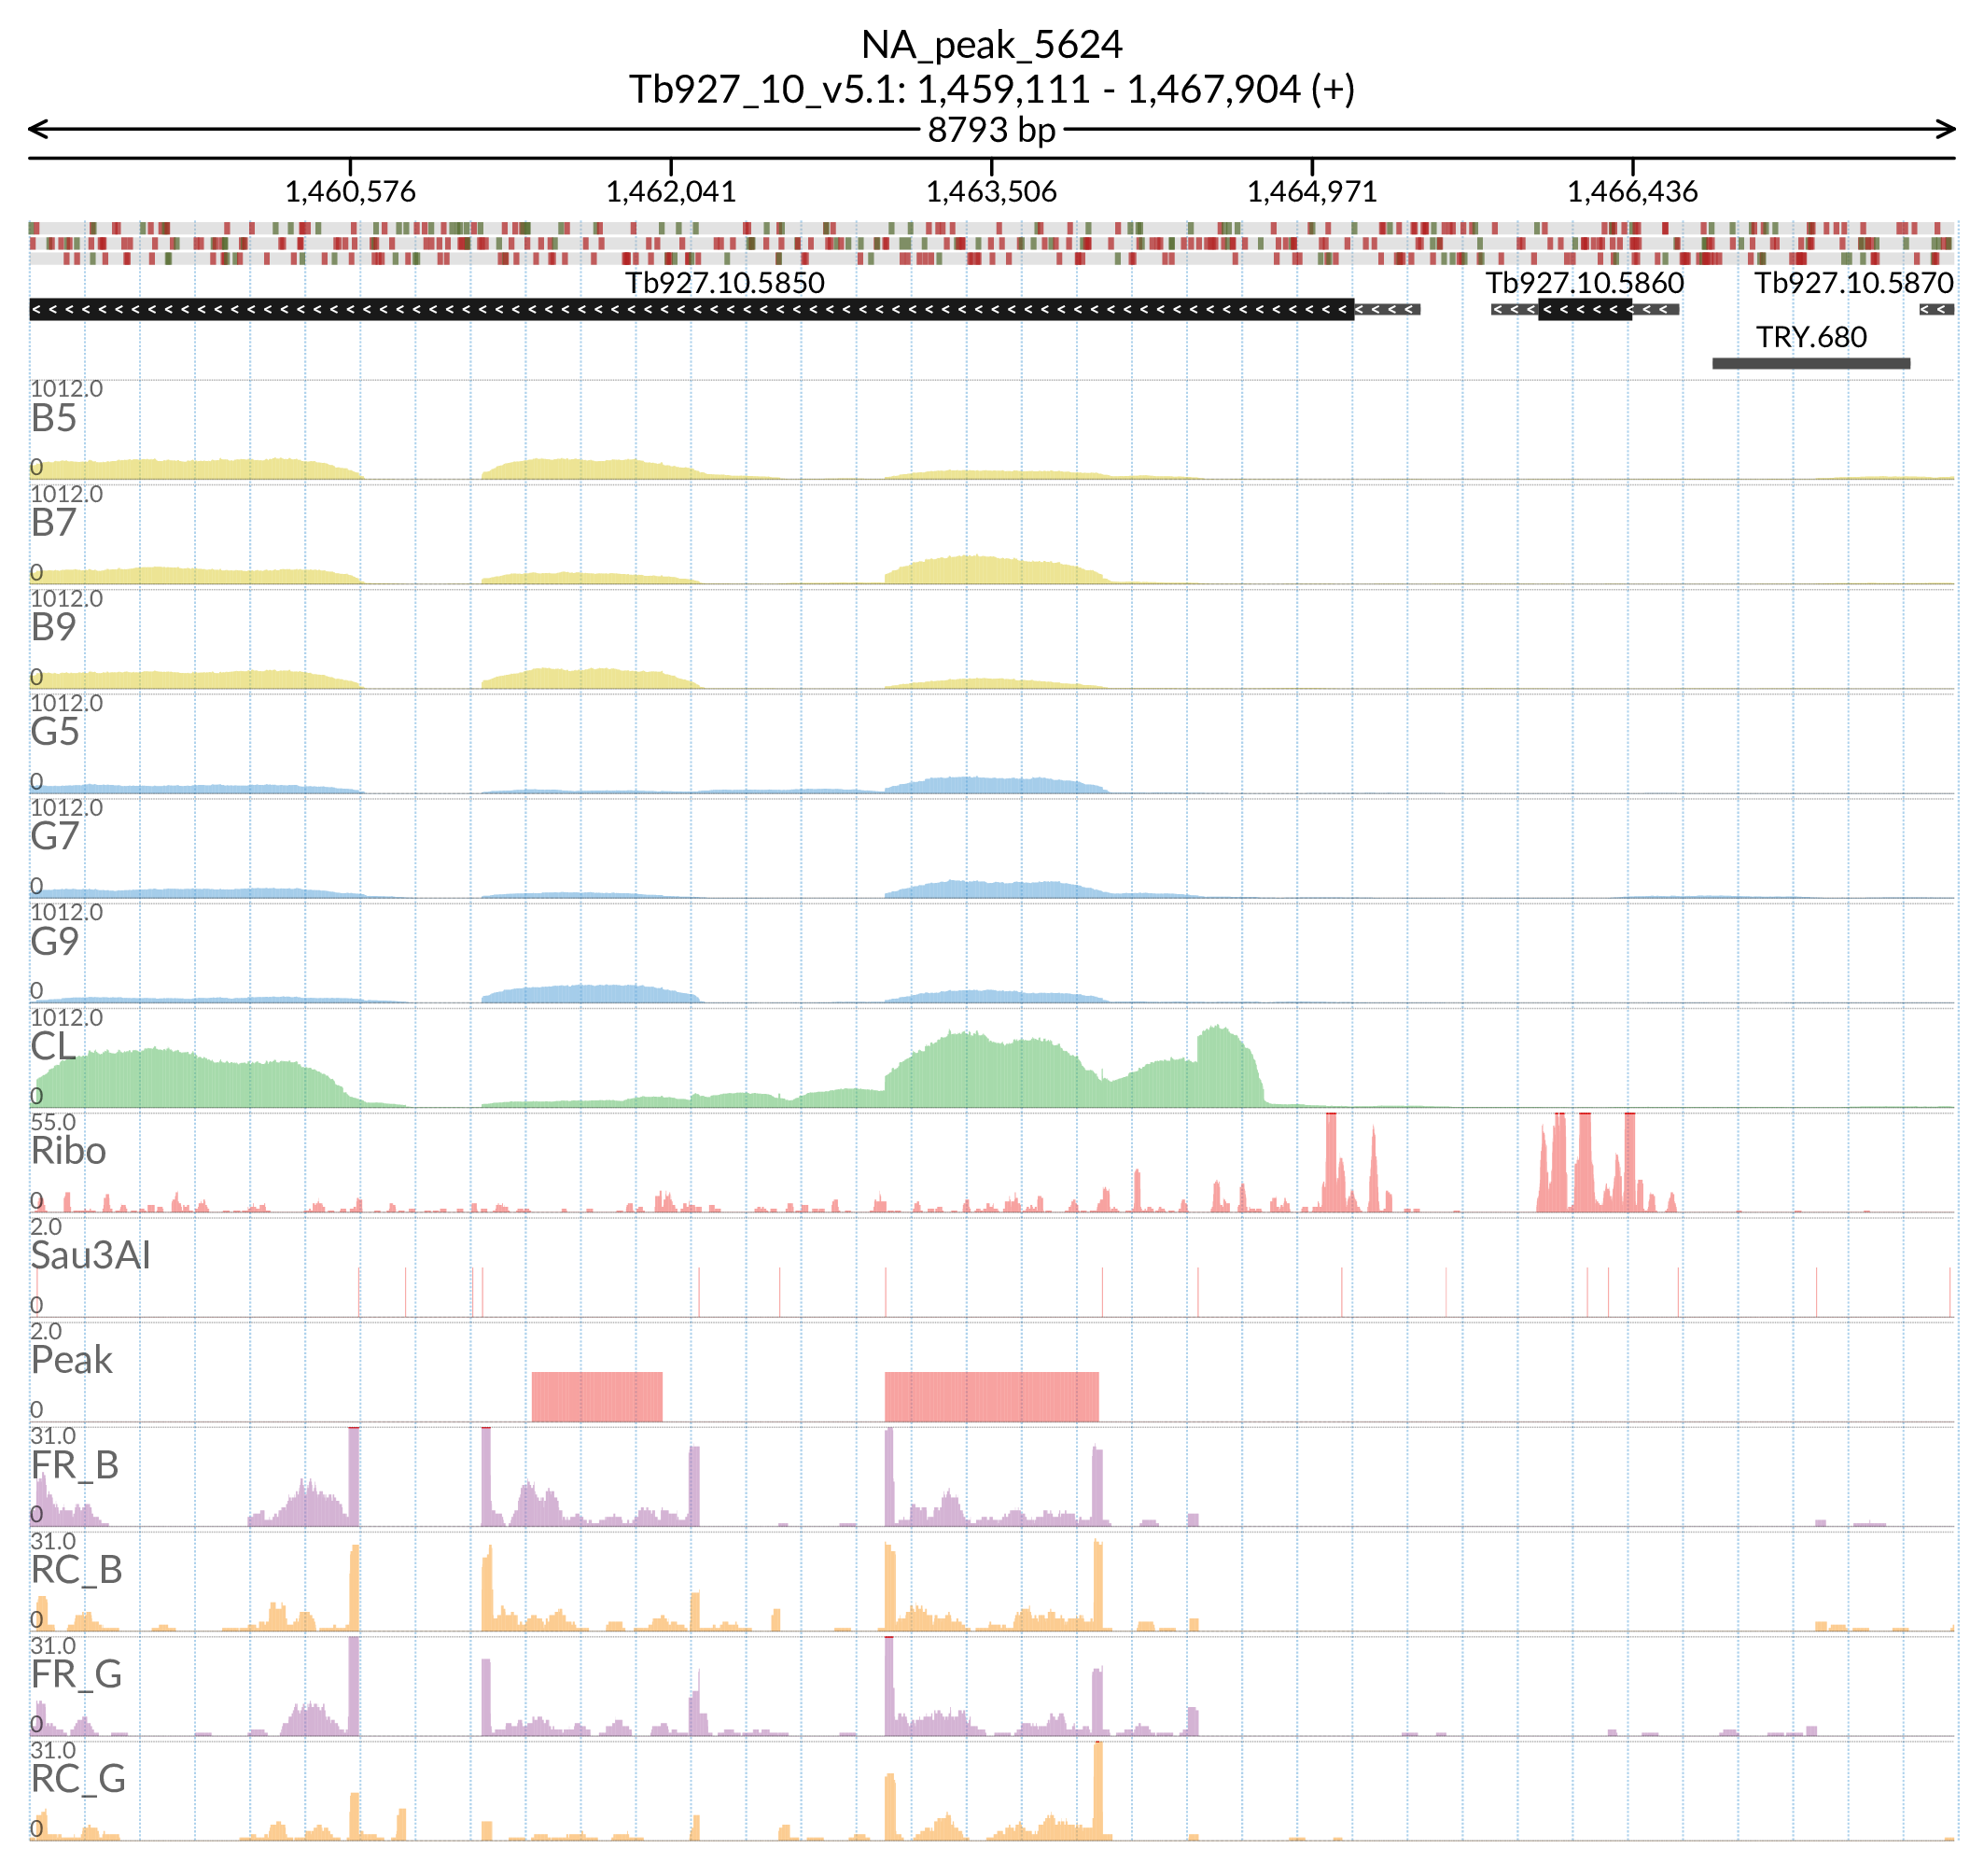 NA_peak_5624
Tb927_10_v5.1: 1,459,111 - 1,467,904 (+)
8793 bp
1,460,576 1,462,041 1,463,506 1,464,971 1,466,436
Tb927.10.5850 Tb927.10.5860 Tb927.10.5870
TRY.680
1012.0
B5
0
1012.0
B7
0
1012.0
B9
0
1012.0
G5
0
1012.0
G7
0
1012.0
G9
0
1012.0
CL
0
55.0
Ribo
0
2.0
Sau3AI
0
2.0
Peak
0
31.0
FR_B
0
31.0
RC_B
0
31.0
FR_G
0
31.0
RC_G
0